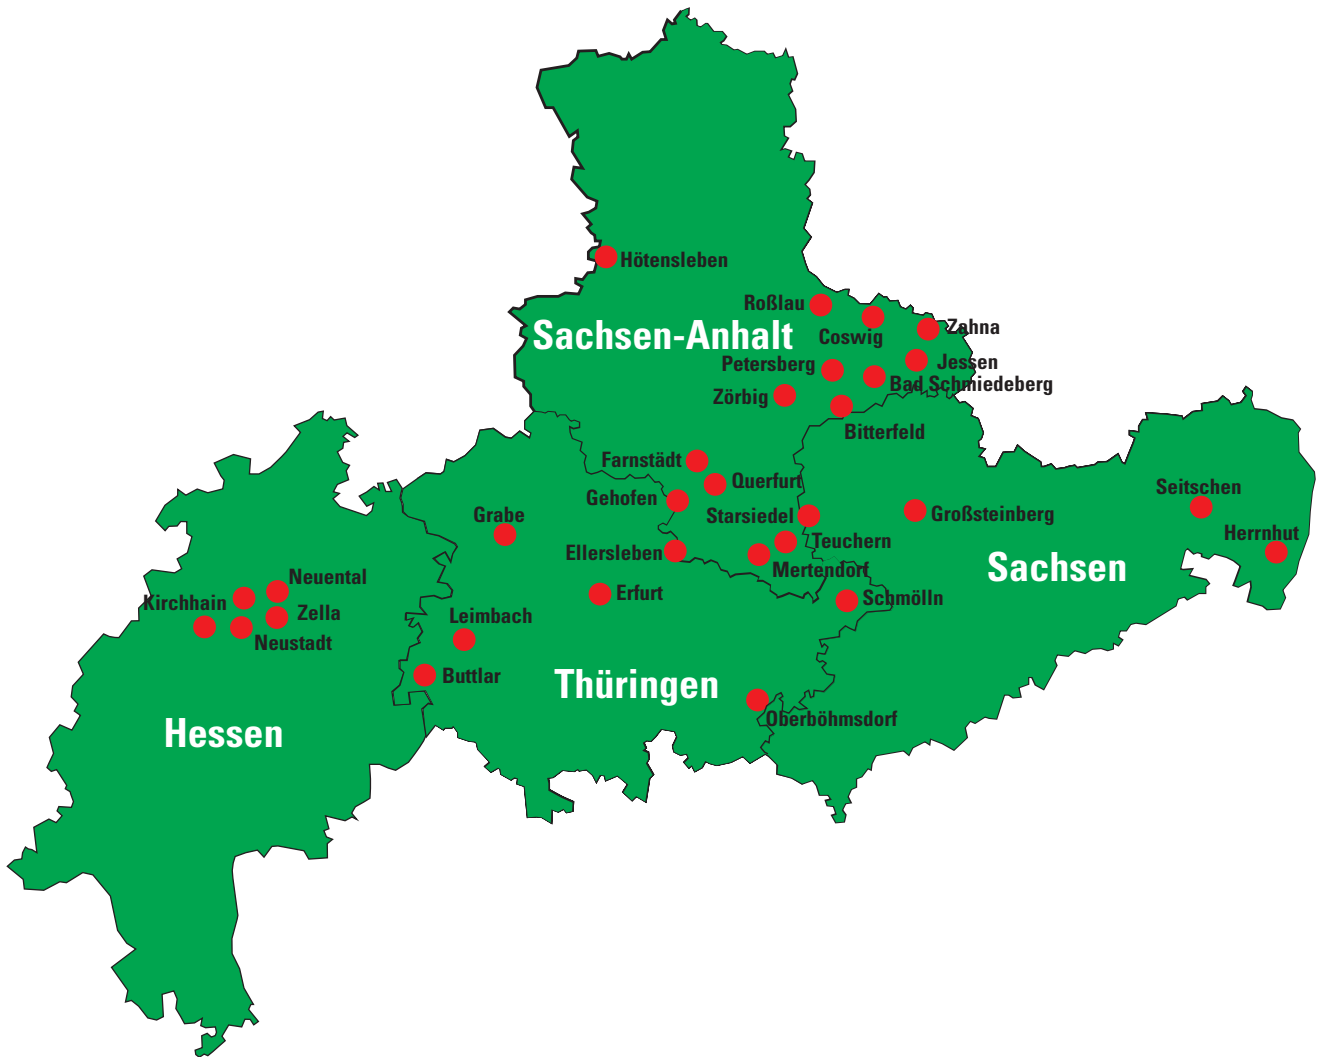 Hötensleben
Roßlau
Coswig
Zahna
Sachsen-Anhalt
Petersberg
Jessen
Bad Schmiedeberg
Zörbig
Bitterfeld
Farnstädt
Querfurt
Gehofen
Starsiedel
Großsteinberg
Seitschen
Herrnhut
Grabe
Ellersleben
Teuchern
Mertendorf
Sachsen
Neuental
Kirchhain
Zella
Neustadt
Erfurt
Schmölln
Leimbach
Buttlar
Thüringen
Oberböhmsdorf
Hessen